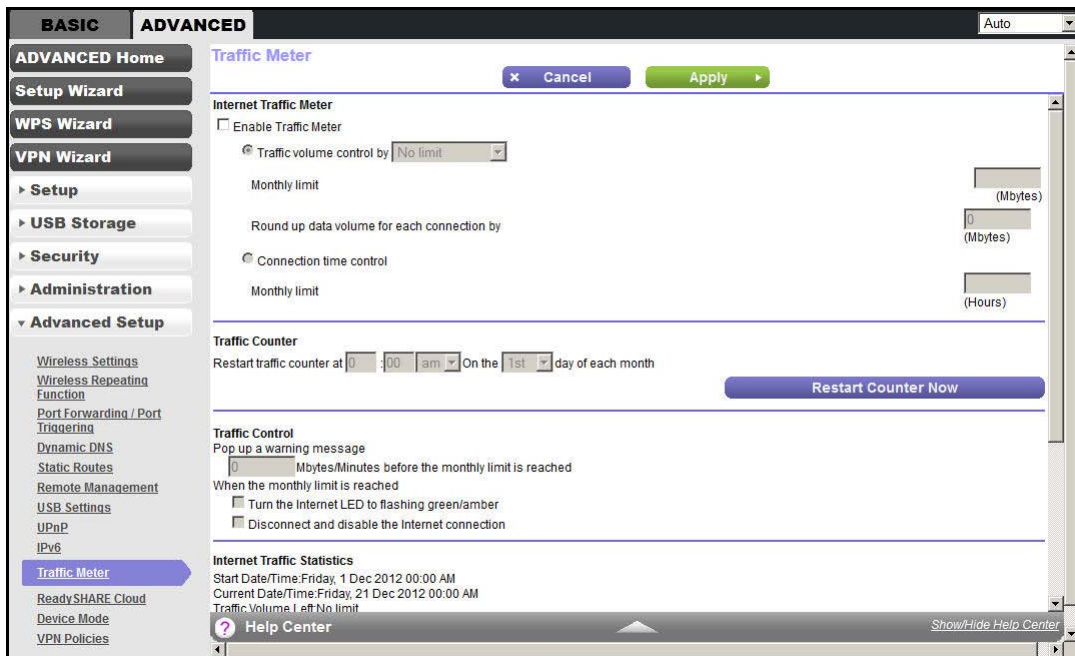 BASIC
ADVANCED
Auto
ADVANCED Home
Setup Wizard
WPS Wizard
VPN Wizard
Setup
USB Storage
Security
Administration
Advanced Setup
Wireless Settings
Wireless Repeating
Function
Port Forwarding / Port
Triggering
Dynamic DNS
Static Routes
Remote Management
USB Settings
UPnP
IPv6
Traffic Meter
ReadySHARE Cloud
Device Mode
VPN Policies
Traffic Meter
Cancel
Apply
Internet Traffic Meter
Enable Traffic Meter
Traffic volume control by No limit
Monthly limit
(Mbytes)
Round up data volume for each connection by
0
(Mbytes)
Connection time control
Monthly limit
(Hours)
Traffic Counter
Restart traffic counter at 0 :00 am On the 1st day of each month
Restart Counter Now
Traffic Control
Pop up a warning message
0 Mbytes/Minutes before the monthly limit is reached
When the monthly limit is reached
Turn the Internet LED to flashing green/amber
Disconnect and disable the Internet connection
Internet Traffic Statistics
Start Date/Time:Friday, 1 Dec 2012 00:00 AM
Current Date/Time:Friday, 21 Dec 2012 00:00 AM
Traffic Volume Left:No limit
? Help Center
Show/Hide Help Center